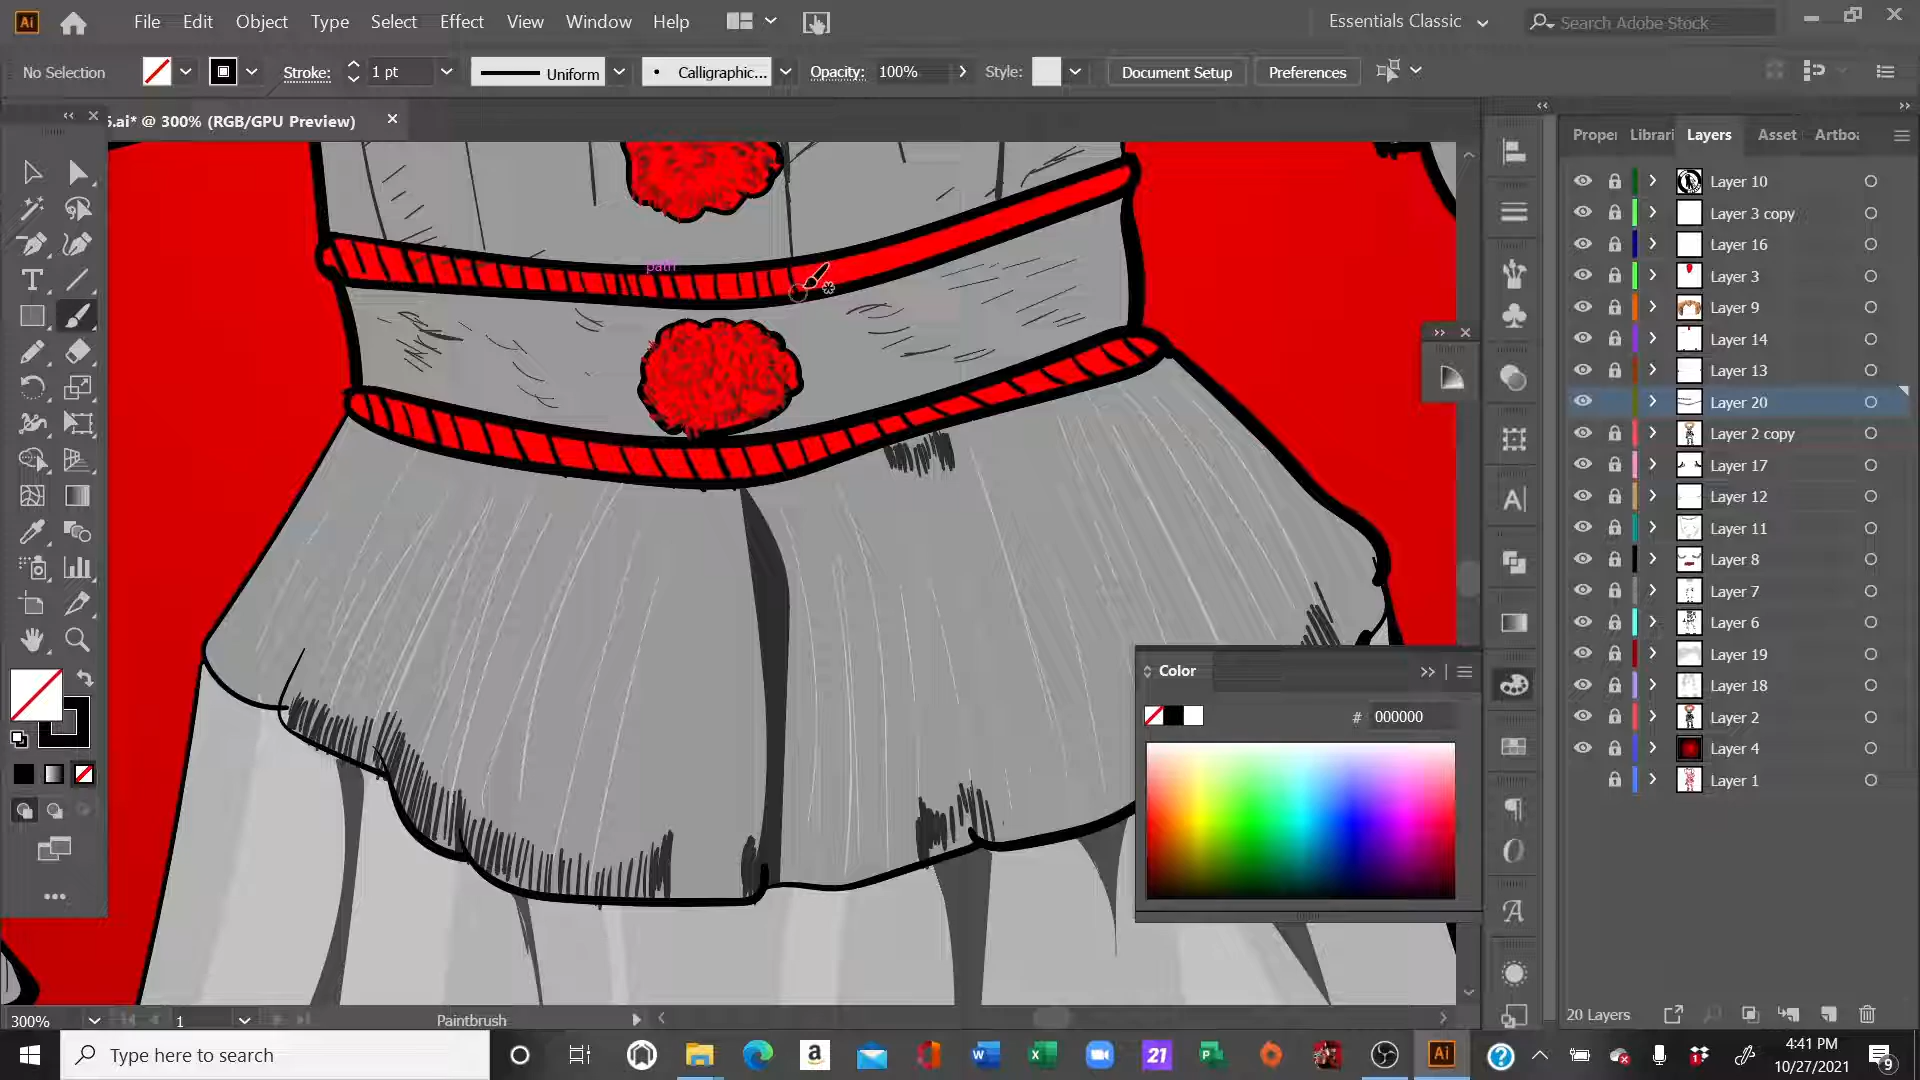 Ai File Edit Object Type Select Effect View Window Help Essentials Classic Search Adobe Stock
No Selection Stroke: 1 pt Uniform Calligraphic... Opacity: 100% Style: Document Setup Preferences
5.ai* @ 300% (RGB/GPU Preview)
Proper Librari Layers Asset Artboa
Layer 10
Layer 3 copy
Layer 16
path
Layer 3
Layer 9
Layer 14
Layer 13
Layer 20
Layer 2 copy
Layer 17
Layer 12
Layer 11
Layer 8
Layer 7
Layer 6
Layer 19
Layer 18
Layer 2
Layer 4
Layer 1
Color
# 000000
300% 1 Paintbrush 20 Layers
Type here to search
a
21
Ai
4:41 PM
10/27/2021
9